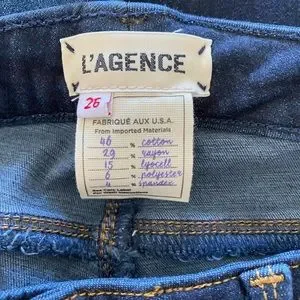 L'AGENCE
26
FABRIQUÉ AUX U.S.A.
From Imported Materials
46 % cotton
29 % rayon
15 % lyocell
6 % polyester
4 % spandex